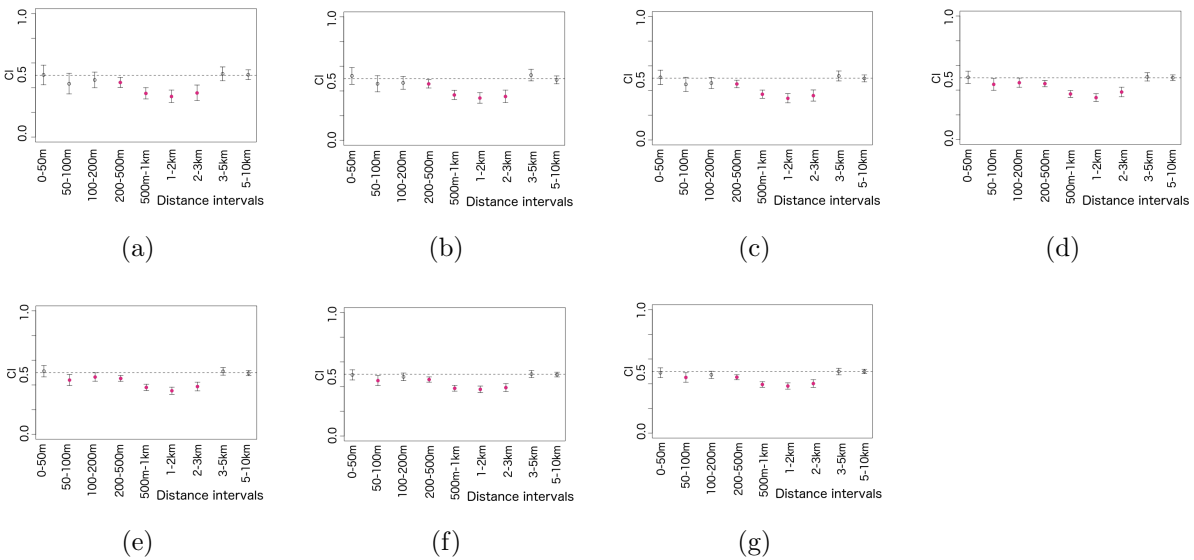 CI
1.0
0.5
0.0
0-50m
50-100m
100-200m
200-500m
500m-1km
1-2km
2-3km
3-5km
5-10km
Distance intervals
(a)
CI
1.0
0.5
0.0
0-50m
50-100m
100-200m
200-500m
500m-1km
1-2km
2-3km
3-5km
5-10km
Distance intervals
(b)
CI
1.0
0.5
0.0
0-50m
50-100m
100-200m
200-500m
500m-1km
1-2km
2-3km
3-5km
5-10km
Distance intervals
(c)
CI
1.0
0.5
0.0
0-50m
50-100m
100-200m
200-500m
500m-1km
1-2km
2-3km
3-5km
5-10km
Distance intervals
(d)
CI
1.0
0.5
0.0
0-50m
50-100m
100-200m
200-500m
500m-1km
1-2km
2-3km
3-5km
5-10km
Distance intervals
(e)
CI
1.0
0.5
0.0
0-50m
50-100m
100-200m
200-500m
500m-1km
1-2km
2-3km
3-5km
5-10km
Distance intervals
(f)
CI
1.0
0.5
0.0
0-50m
50-100m
100-200m
200-500m
500m-1km
1-2km
2-3km
3-5km
5-10km
Distance intervals
(g)